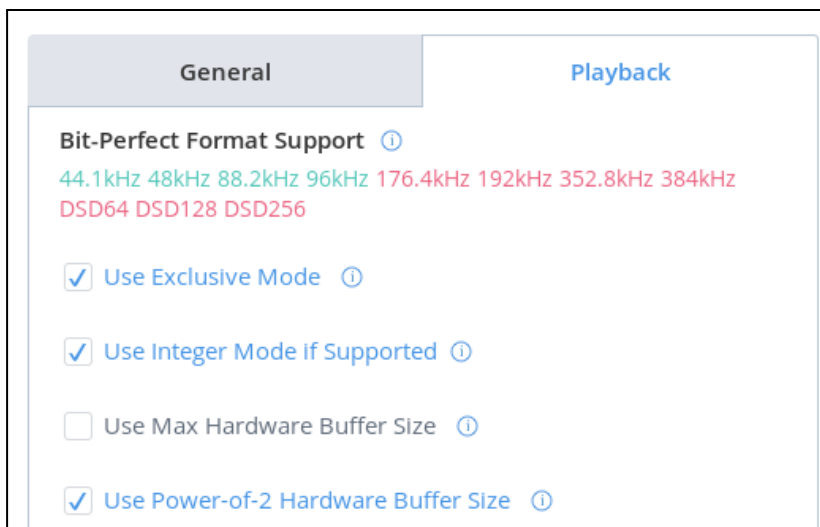 General
Playback
Bit-Perfect Format Support
44.1kHz 48kHz 88.2kHz 96kHz 176.4kHz 192kHz 352.8kHz 384kHz
DSD64 DSD128 DSD256
Use Exclusive Mode
Use Integer Mode if Supported
Use Max Hardware Buffer Size
Use Power-of-2 Hardware Buffer Size